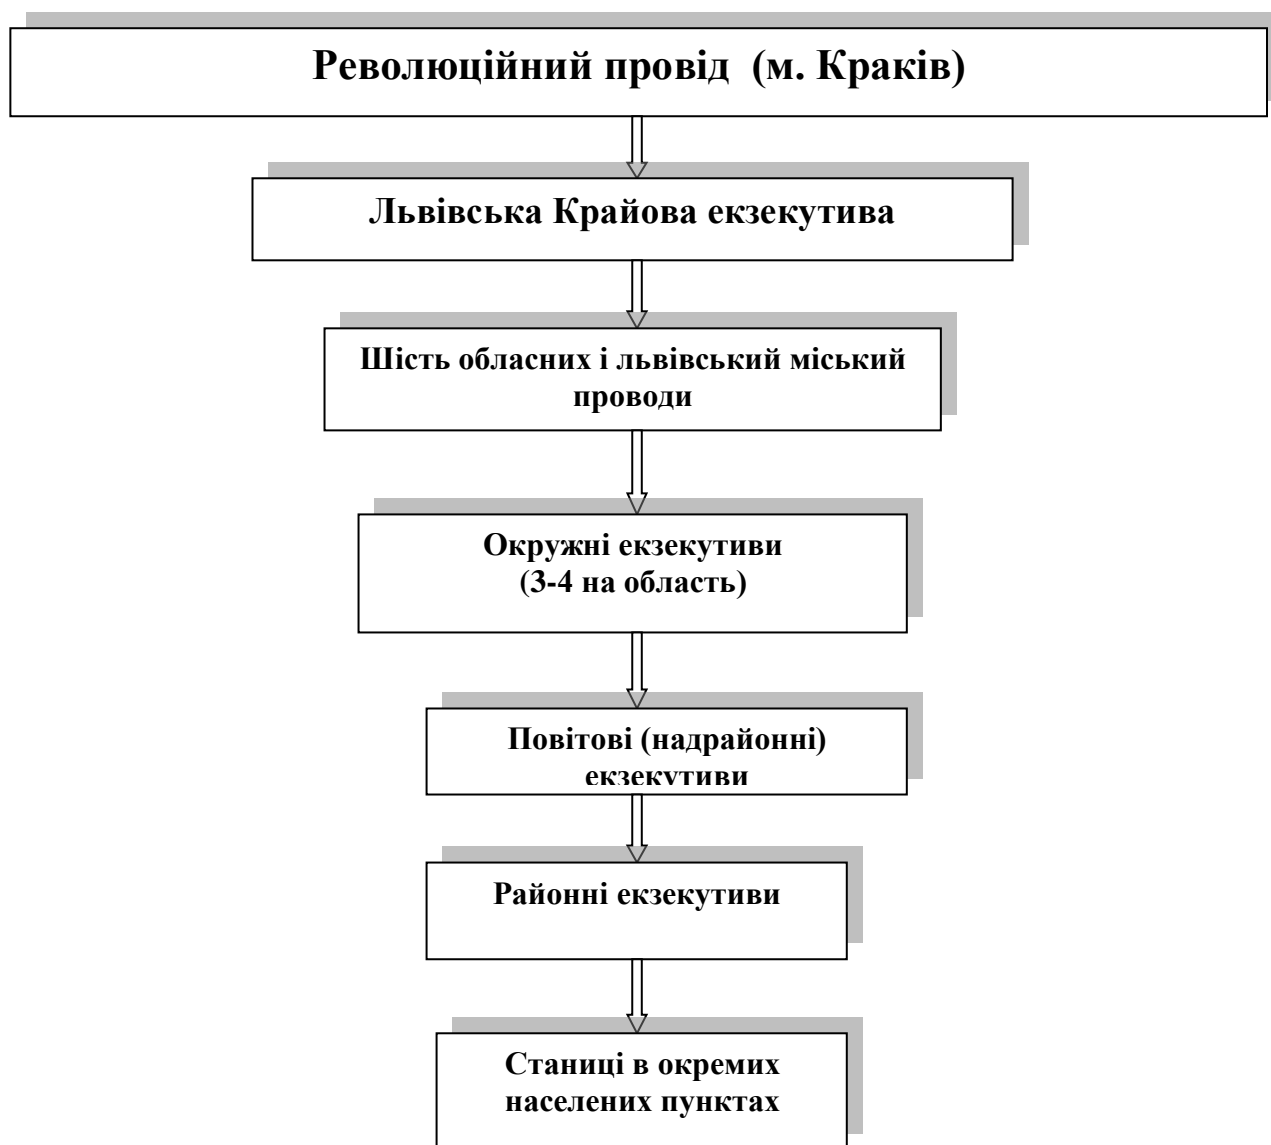 Революційний провід (м. Краків)
Львівська Крайова екзекутива
Шість обласних і львівський міський
проводи
Окружні екзекутиви
(3-4 на область)
Повітові (надрайонні)
екзекутиви
Районні екзекутиви
Станиці в окремих
населених пунктах